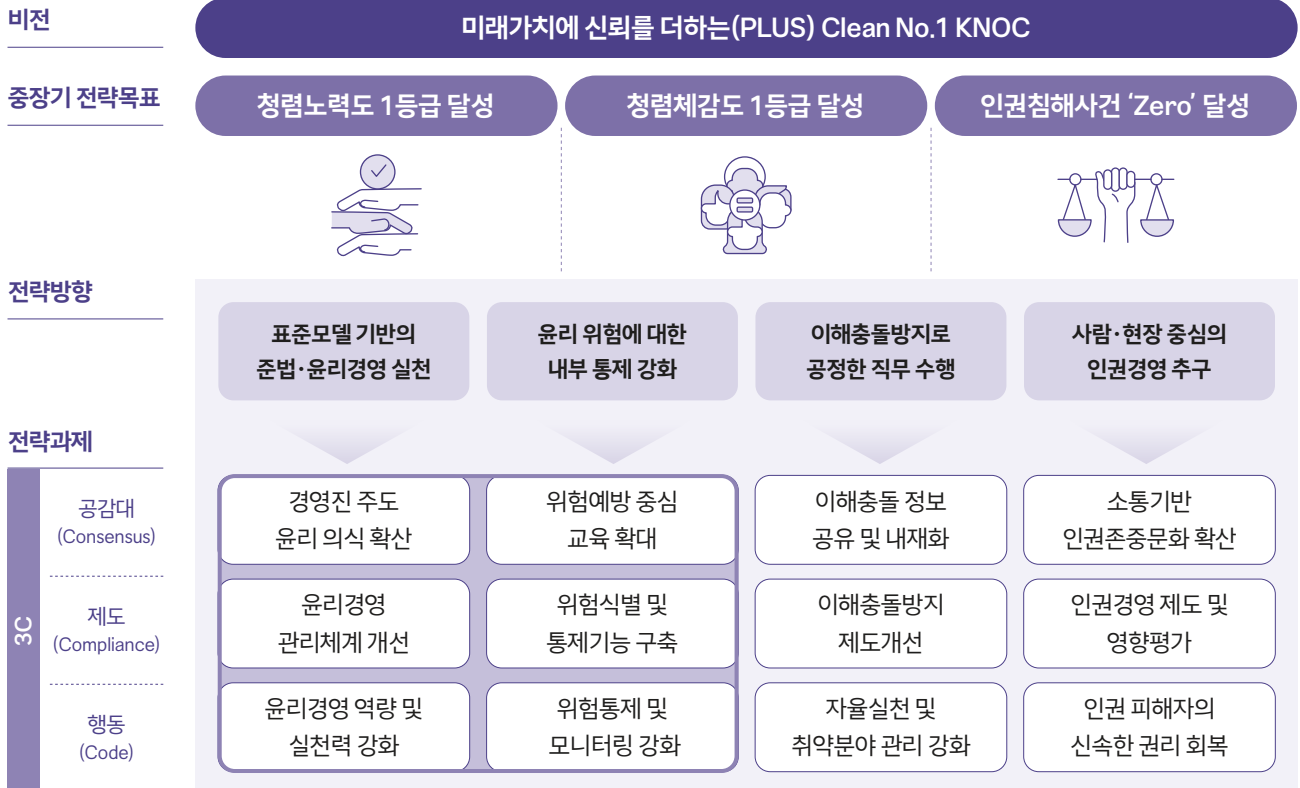 비전
미래가치에 신뢰를 더하는(PLUS) Clean No.1 KNOC
중장기 전략목표
청렴노력도 1등급 달성
청렴체감도 1등급 달성
인권침해사건 ‘Zero’ 달성
전략방향
표준모델 기반의
준법·윤리경영 실천
윤리 위험에 대한
내부 통제 강화
이해충돌방지로
공정한 직무 수행
사람·현장 중심의
인권경영 추구
전략과제
3C
공감대
(Consensus)
경영진 주도
윤리 의식 확산
위험예방 중심
교육 확대
이해충돌 정보
공유 및 내재화
소통기반
인권존중문화 확산
제도
(Compliance)
윤리경영
관리체계 개선
위험식별 및
통제기능 구축
이해충돌방지
제도개선
인권경영 제도 및
영향평가
행동
(Code)
윤리경영 역량 및
실천력 강화
위험통제 및
모니터링 강화
자율실천 및
취약분야 관리 강화
인권 피해자의
신속한 권리 회복